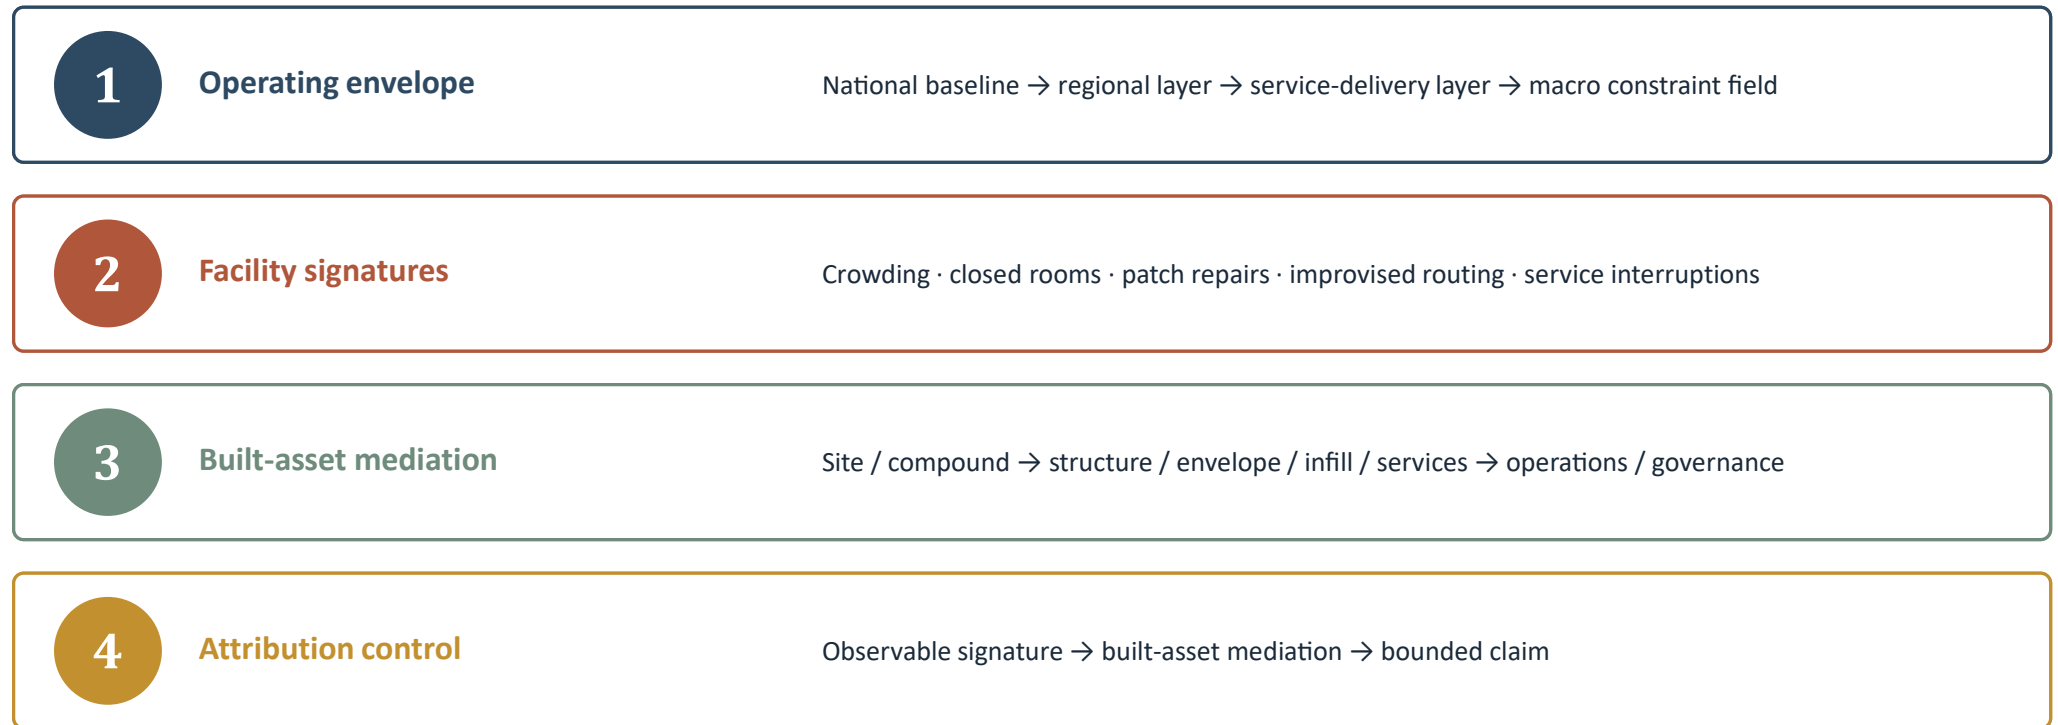 1
Operating envelope
National baseline → regional layer → service-delivery layer → macro constraint field
2
Facility signatures
Crowding · closed rooms · patch repairs · improvised routing · service interruptions
3
Built-asset mediation
Site / compound → structure / envelope / infill / services → operations / governance
4
Attribution control
Observable signature → built-asset mediation → bounded claim